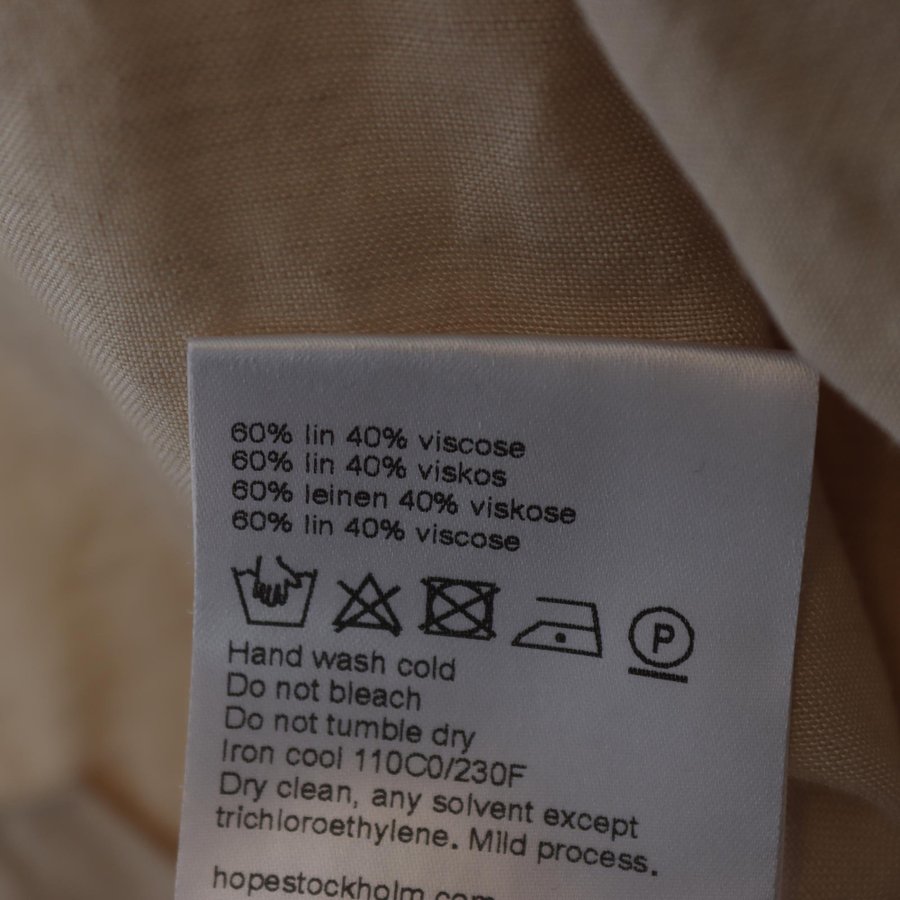 60% lin 40% viscose
60% lin 40% viskos
60% leinen 40% viskose
60% lin 40% viscose
P
Hand wash cold
Do not bleach
Do not tumble dry
Iron cool 110C0/230F
Dry clean, any solvent except
trichloroethylene. Mild process.
hopestockholm.com